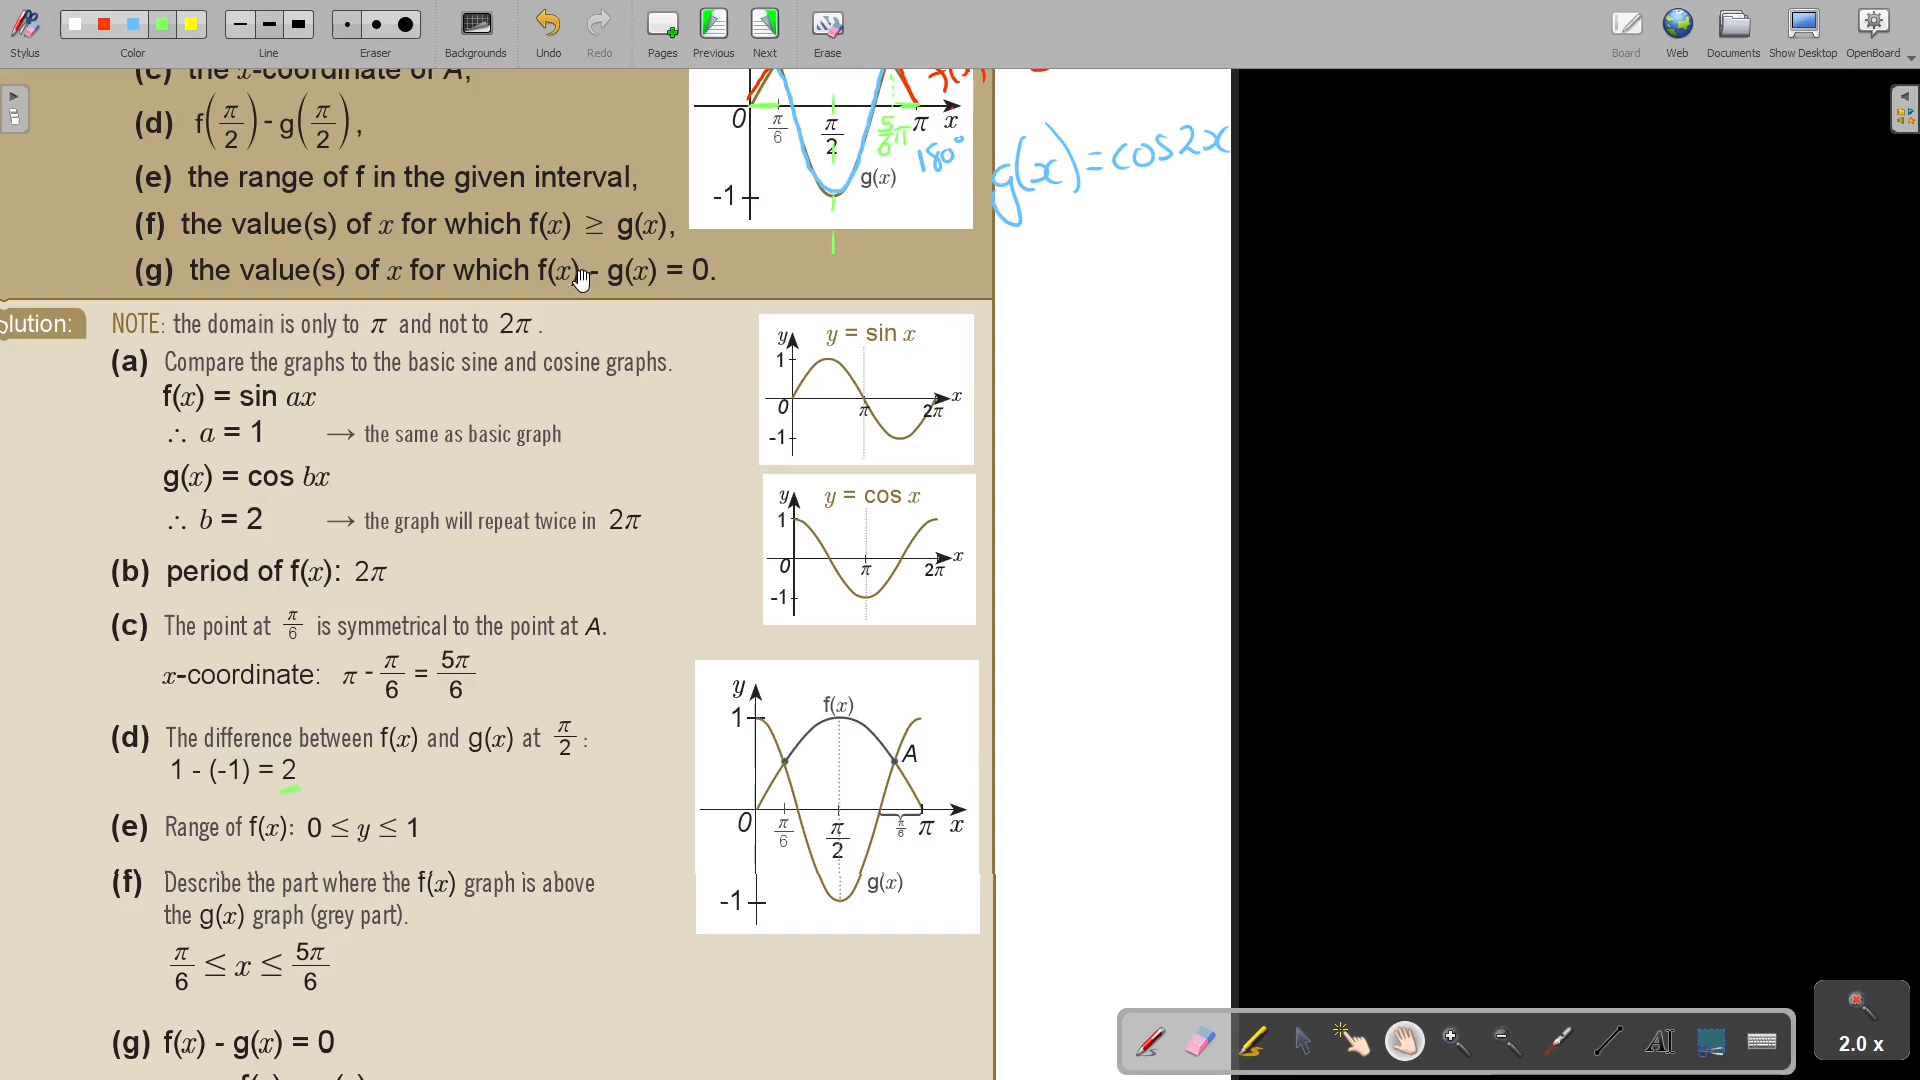 Stylus Color Line Eraser Backgrounds Undo Redo Pages Previous Next Erase Board Web Documents Show Desktop OpenBoard
(c) the x-coordinate of A,
(d) f(π/2) - g(π/2),
(e) the range of f in the given interval,
(f) the value(s) of x for which f(x) ≥ g(x),
(g) the value(s) of x for which f(x) - g(x) = 0.
0 π/6 π/2 5/6π π x
180°
-1 g(x)
g(x)=cos2x
lution:
NOTE: the domain is only to π and not to 2π.
(a) Compare the graphs to the basic sine and cosine graphs.
f(x) = sin ax
∴ a = 1 → the same as basic graph
g(x) = cos bx
∴ b = 2 → the graph will repeat twice in 2π
(b) period of f(x): 2π
(c) The point at π/6 is symmetrical to the point at A.
x-coordinate: π - π/6 = 5π/6
(d) The difference between f(x) and g(x) at π/2 :
1 - (-1) = 2
(e) Range of f(x): 0 ≤ y ≤ 1
(f) Describe the part where the f(x) graph is above
the g(x) graph (grey part).
π/6 ≤ x ≤ 5π/6
(g) f(x) - g(x) = 0
y y = sin x
1
0 π 2π x
-1
y y = cos x
1
0 π 2π x
-1
y
1 f(x)
A
0 π/6 π/2 π/6 π x
-1 g(x)
AI
2.0 x